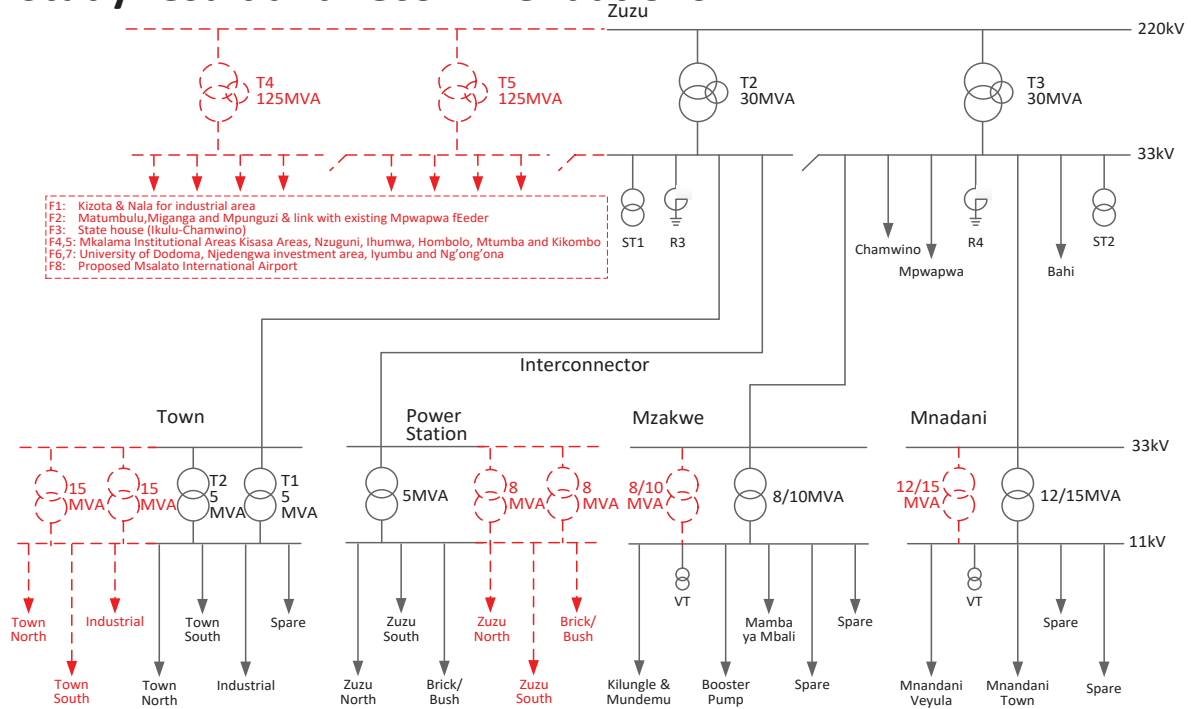 Zuzu
220kV
T4
125MVA
T5
125MVA
T2
30MVA
T3
30MVA
33kV
F1: Kizota & Nala for industrial area
F2: Matumbulu,Miganga and Mpunguzi & link with existing Mpwapwa fEeder
F3: State house (Ikulu-Chamwino)
F4,5: Mkalama Institutional Areas Kisasa Areas, Nzuguni, Ihumwa, Hombolo, Mtumba and Kikombo
F6,7: University of Dodoma, Njedengwa investment area, Iyumbu and Ng'ong'ona
F8: Proposed Msalato International Airport
ST1
R3
Chamwino
Mpwapwa
R4
Bahi
ST2
Interconnector
Town
Power
Station
Mzakwe
Mnadani
33kV
15
MVA
15
MVA
T2
5
MVA
T1
5
MVA
5MVA
8
MVA
8
MVA
8/10
MVA
8/10MVA
12/15
MVA
12/15MVA
11kV
Town
North
Industrial
Town
South
Spare
Zuzu
South
Zuzu
North
Brick/
Bush
VT
Mamba
ya Mbali
Spare
VT
Spare
Town
South
Town
North
Industrial
Zuzu
North
Brick/
Bush
Zuzu
South
Kilungle &
Mundemu
Booster
Pump
Spare
Mnandani
Veyula
Mnandani
Town
Spare